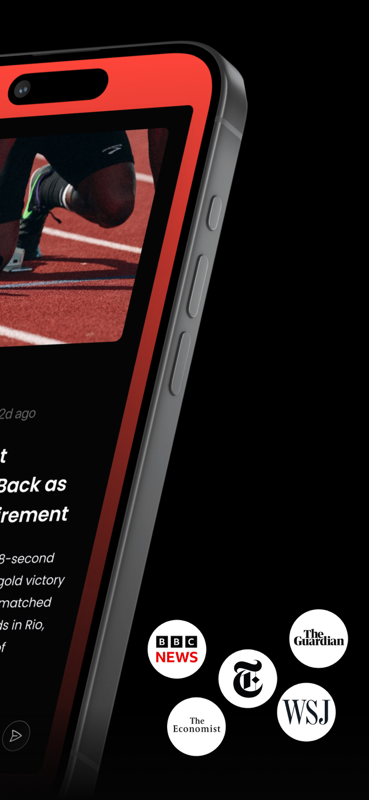 2d ago
t
Back as
irement
8-second
gold victory
matched
ds in Rio,
of
BBC
NEWS
The
Guardian
T
The
Economist
WSJ